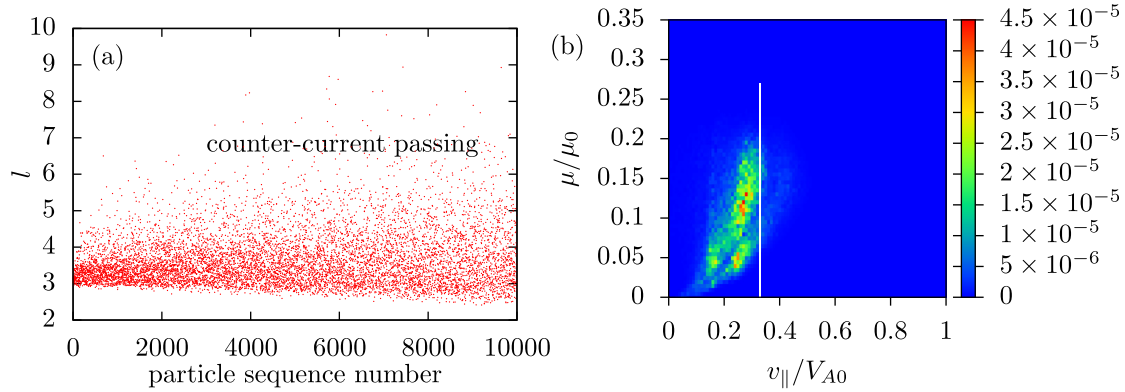 (a)
10
9
8
7
6
5
4
3
2
l
counter-current passing
0 2000 4000 6000 8000 10000
particle sequence number
(b)
0.35
0.3
0.25
0.2
0.15
0.1
0.05
0
μ/μ₀
0 0.2 0.4 0.6 0.8 1
v∥/V_{A0}
4.5 × 10⁻⁵
4 × 10⁻⁵
3.5 × 10⁻⁵
3 × 10⁻⁵
2.5 × 10⁻⁵
2 × 10⁻⁵
1.5 × 10⁻⁵
1 × 10⁻⁵
5 × 10⁻⁶
0